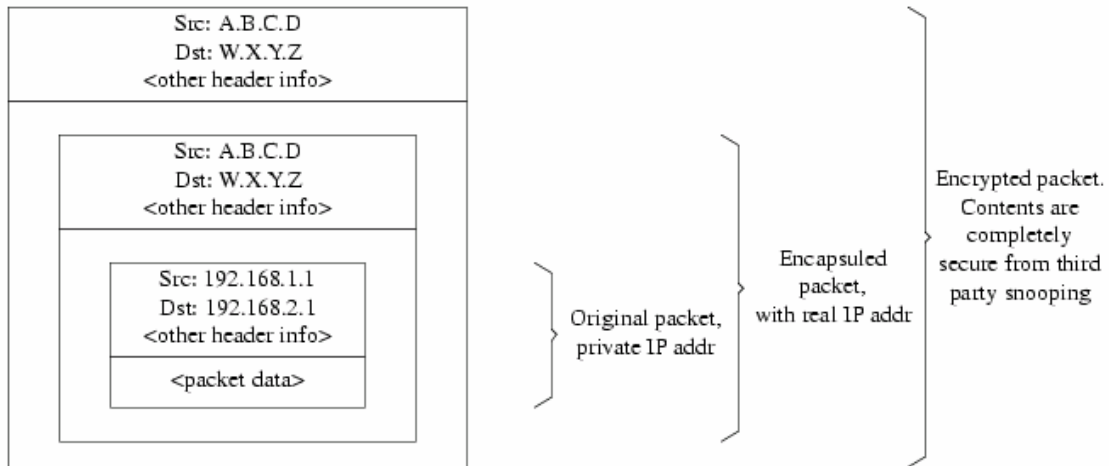 Src: A.B.C.D
Dst: W.X.Y.Z
<other header info>
Src: A.B.C.D
Dst: W.X.Y.Z
<other header info>
Src: 192.168.1.1
Dst: 192.168.2.1
<other header info>
<packet data>
Original packet,
private IP addr
Encapsuled
packet,
with real IP addr
Encrypted packet.
Contents are
completely
secure from third
party snooping